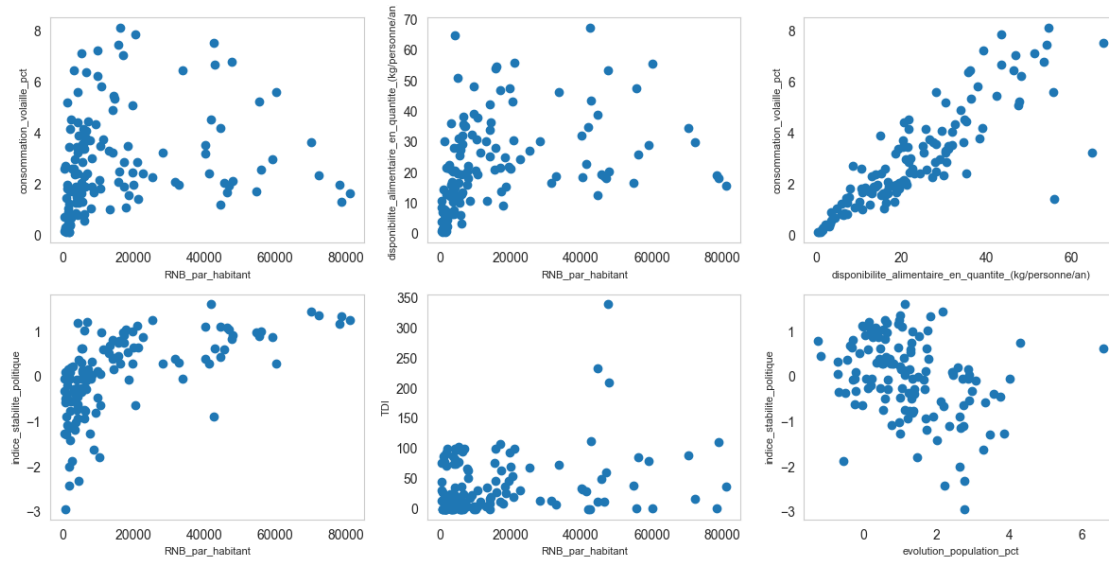 consommation_volaille_pct
8
6
4
2
0
0 20000 40000 60000 80000
RNB_par_habitant
disponibilite_alimentaire_en_quantite_(kg/personne/an
70
60
50
40
30
20
10
0
0 20000 40000 60000 80000
RNB_par_habitant
consommation_volaille_pct
8
6
4
2
0
0 20 40 60
disponibilite_alimentaire_en_quantite_(kg/personne/an)
indice_stabilite_politique
1
0
−1
−2
−3
0 20000 40000 60000 80000
RNB_par_habitant
TDI
350
300
250
200
150
100
50
0
0 20000 40000 60000 80000
RNB_par_habitant
indice_stabilite_politique
1
0
−1
−2
−3
0 2 4 6
evolution_population_pct